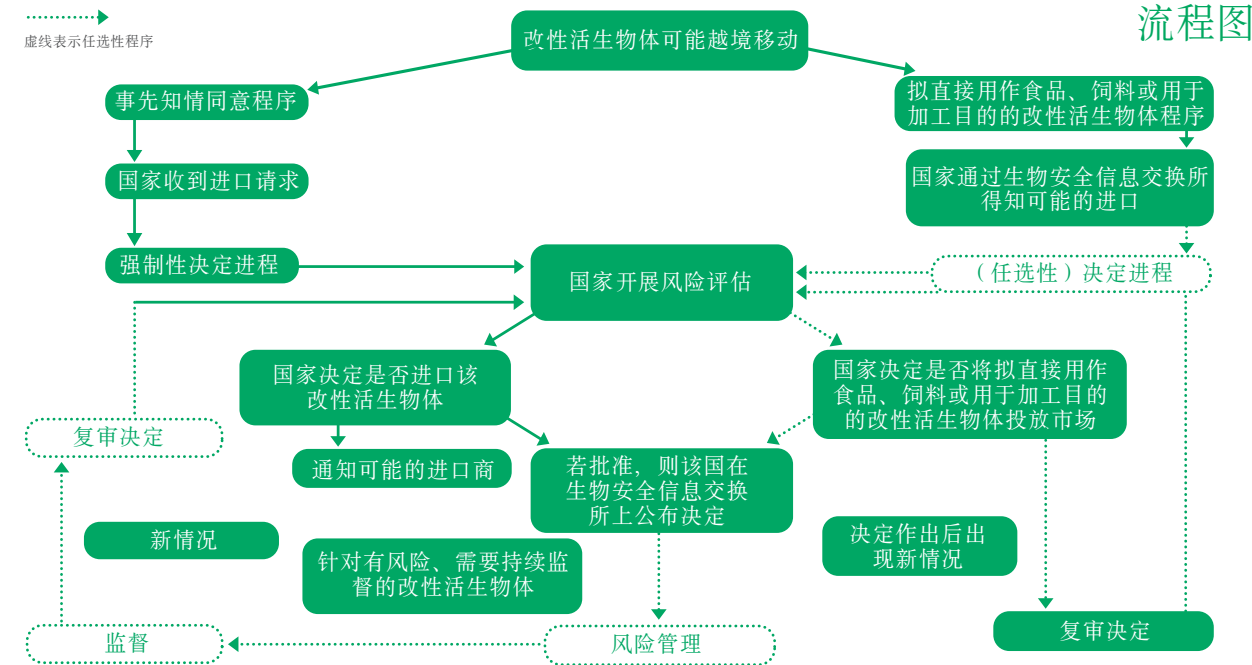 流程图
虚线表示任选性程序
改性活生物体可能越境移动
事先知情同意程序
拟直接用作食品、饲料或用于
加工目的的改性活生物体程序
国家收到进口请求
国家通过生物安全信息交换所
得知可能的进口
强制性决定进程
国家开展风险评估
（任选性）决定进程
国家决定是否进口该
改性活生物体
国家决定是否将拟直接用作
食品、饲料或用于加工目的
的改性活生物体投放市场
复审决定
通知可能的进口商
若批准，则该国在
生物安全信息交换
所上公布决定
新情况
决定作出后出
现新情况
针对有风险、需要持续监
督的改性活生物体
复审决定
监督
风险管理